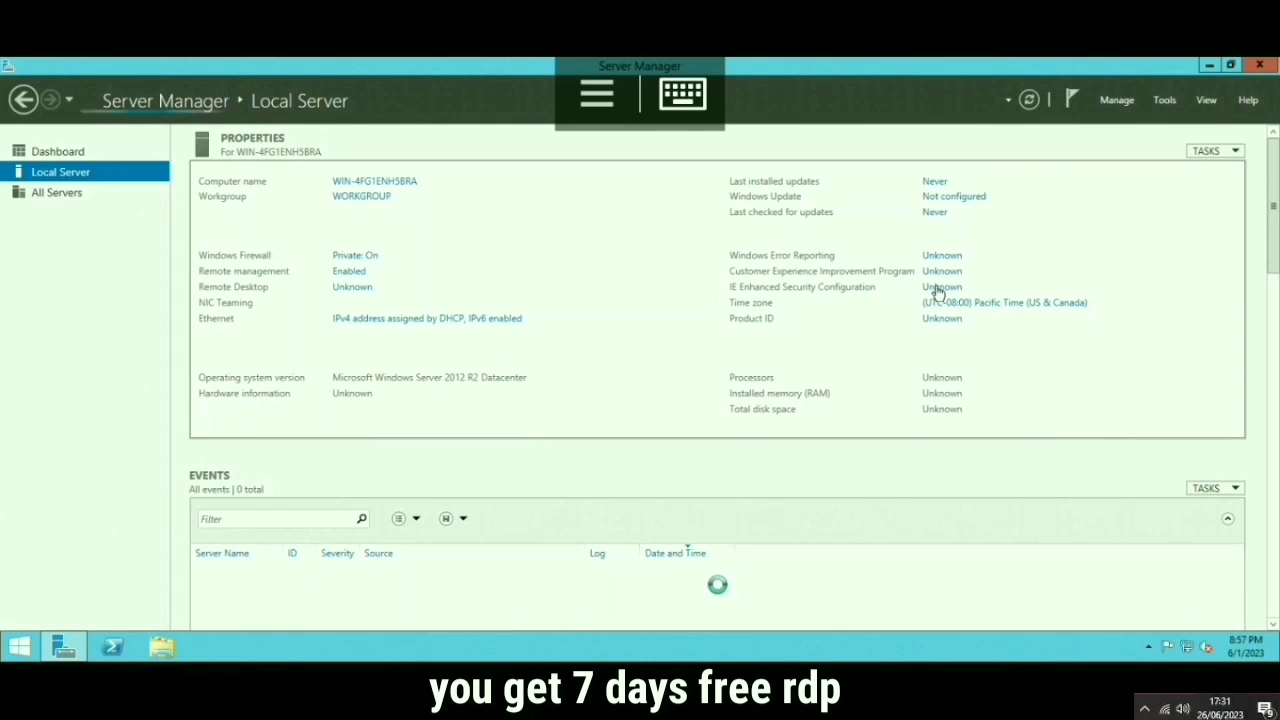 Server Manager
Server Manager ‣ Local Server
Manage Tools View Help
Dashboard
Local Server
All Servers
PROPERTIES
For WIN-4FG1ENH5BRA
TASKS
Computer name WIN-4FG1ENH5BRA
Workgroup WORKGROUP
Last installed updates Never
Windows Update Not configured
Last checked for updates Never
Windows Firewall Private: On
Remote management Enabled
Remote Desktop Unknown
NIC Teaming
Ethernet IPv4 address assigned by DHCP, IPv6 enabled
Windows Error Reporting Unknown
Customer Experience Improvement Program Unknown
IE Enhanced Security Configuration Unknown
Time zone (UTC-08:00) Pacific Time (US & Canada)
Product ID Unknown
Operating system version Microsoft Windows Server 2012 R2 Datacenter
Hardware information Unknown
Processors Unknown
Installed memory (RAM) Unknown
Total disk space Unknown
EVENTS
All events | 0 total
TASKS
Filter
Server Name ID Severity Source Log Date and Time
8:57 PM
6/1/2023
you get 7 days free rdp
17:31
26/06/2023